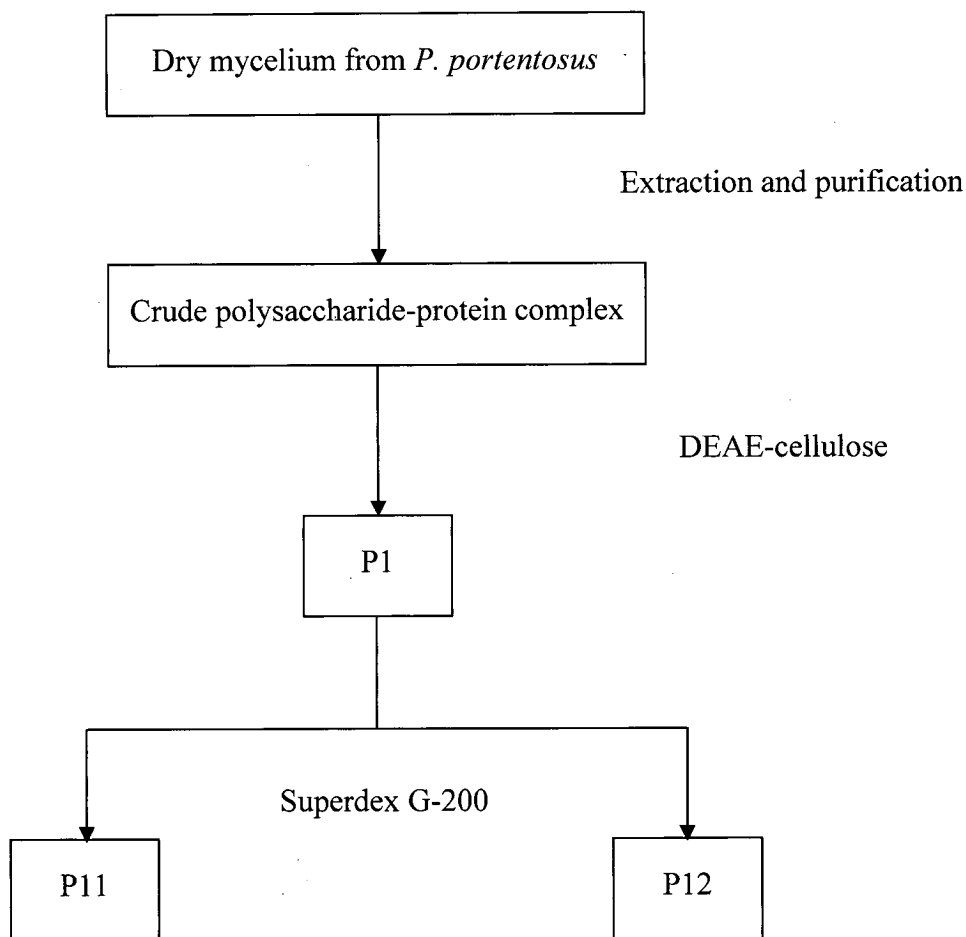 Dry mycelium from P. portentosus
Extraction and purification
Crude polysaccharide-protein complex
DEAE-cellulose
P1
Superdex G-200
P11
P12